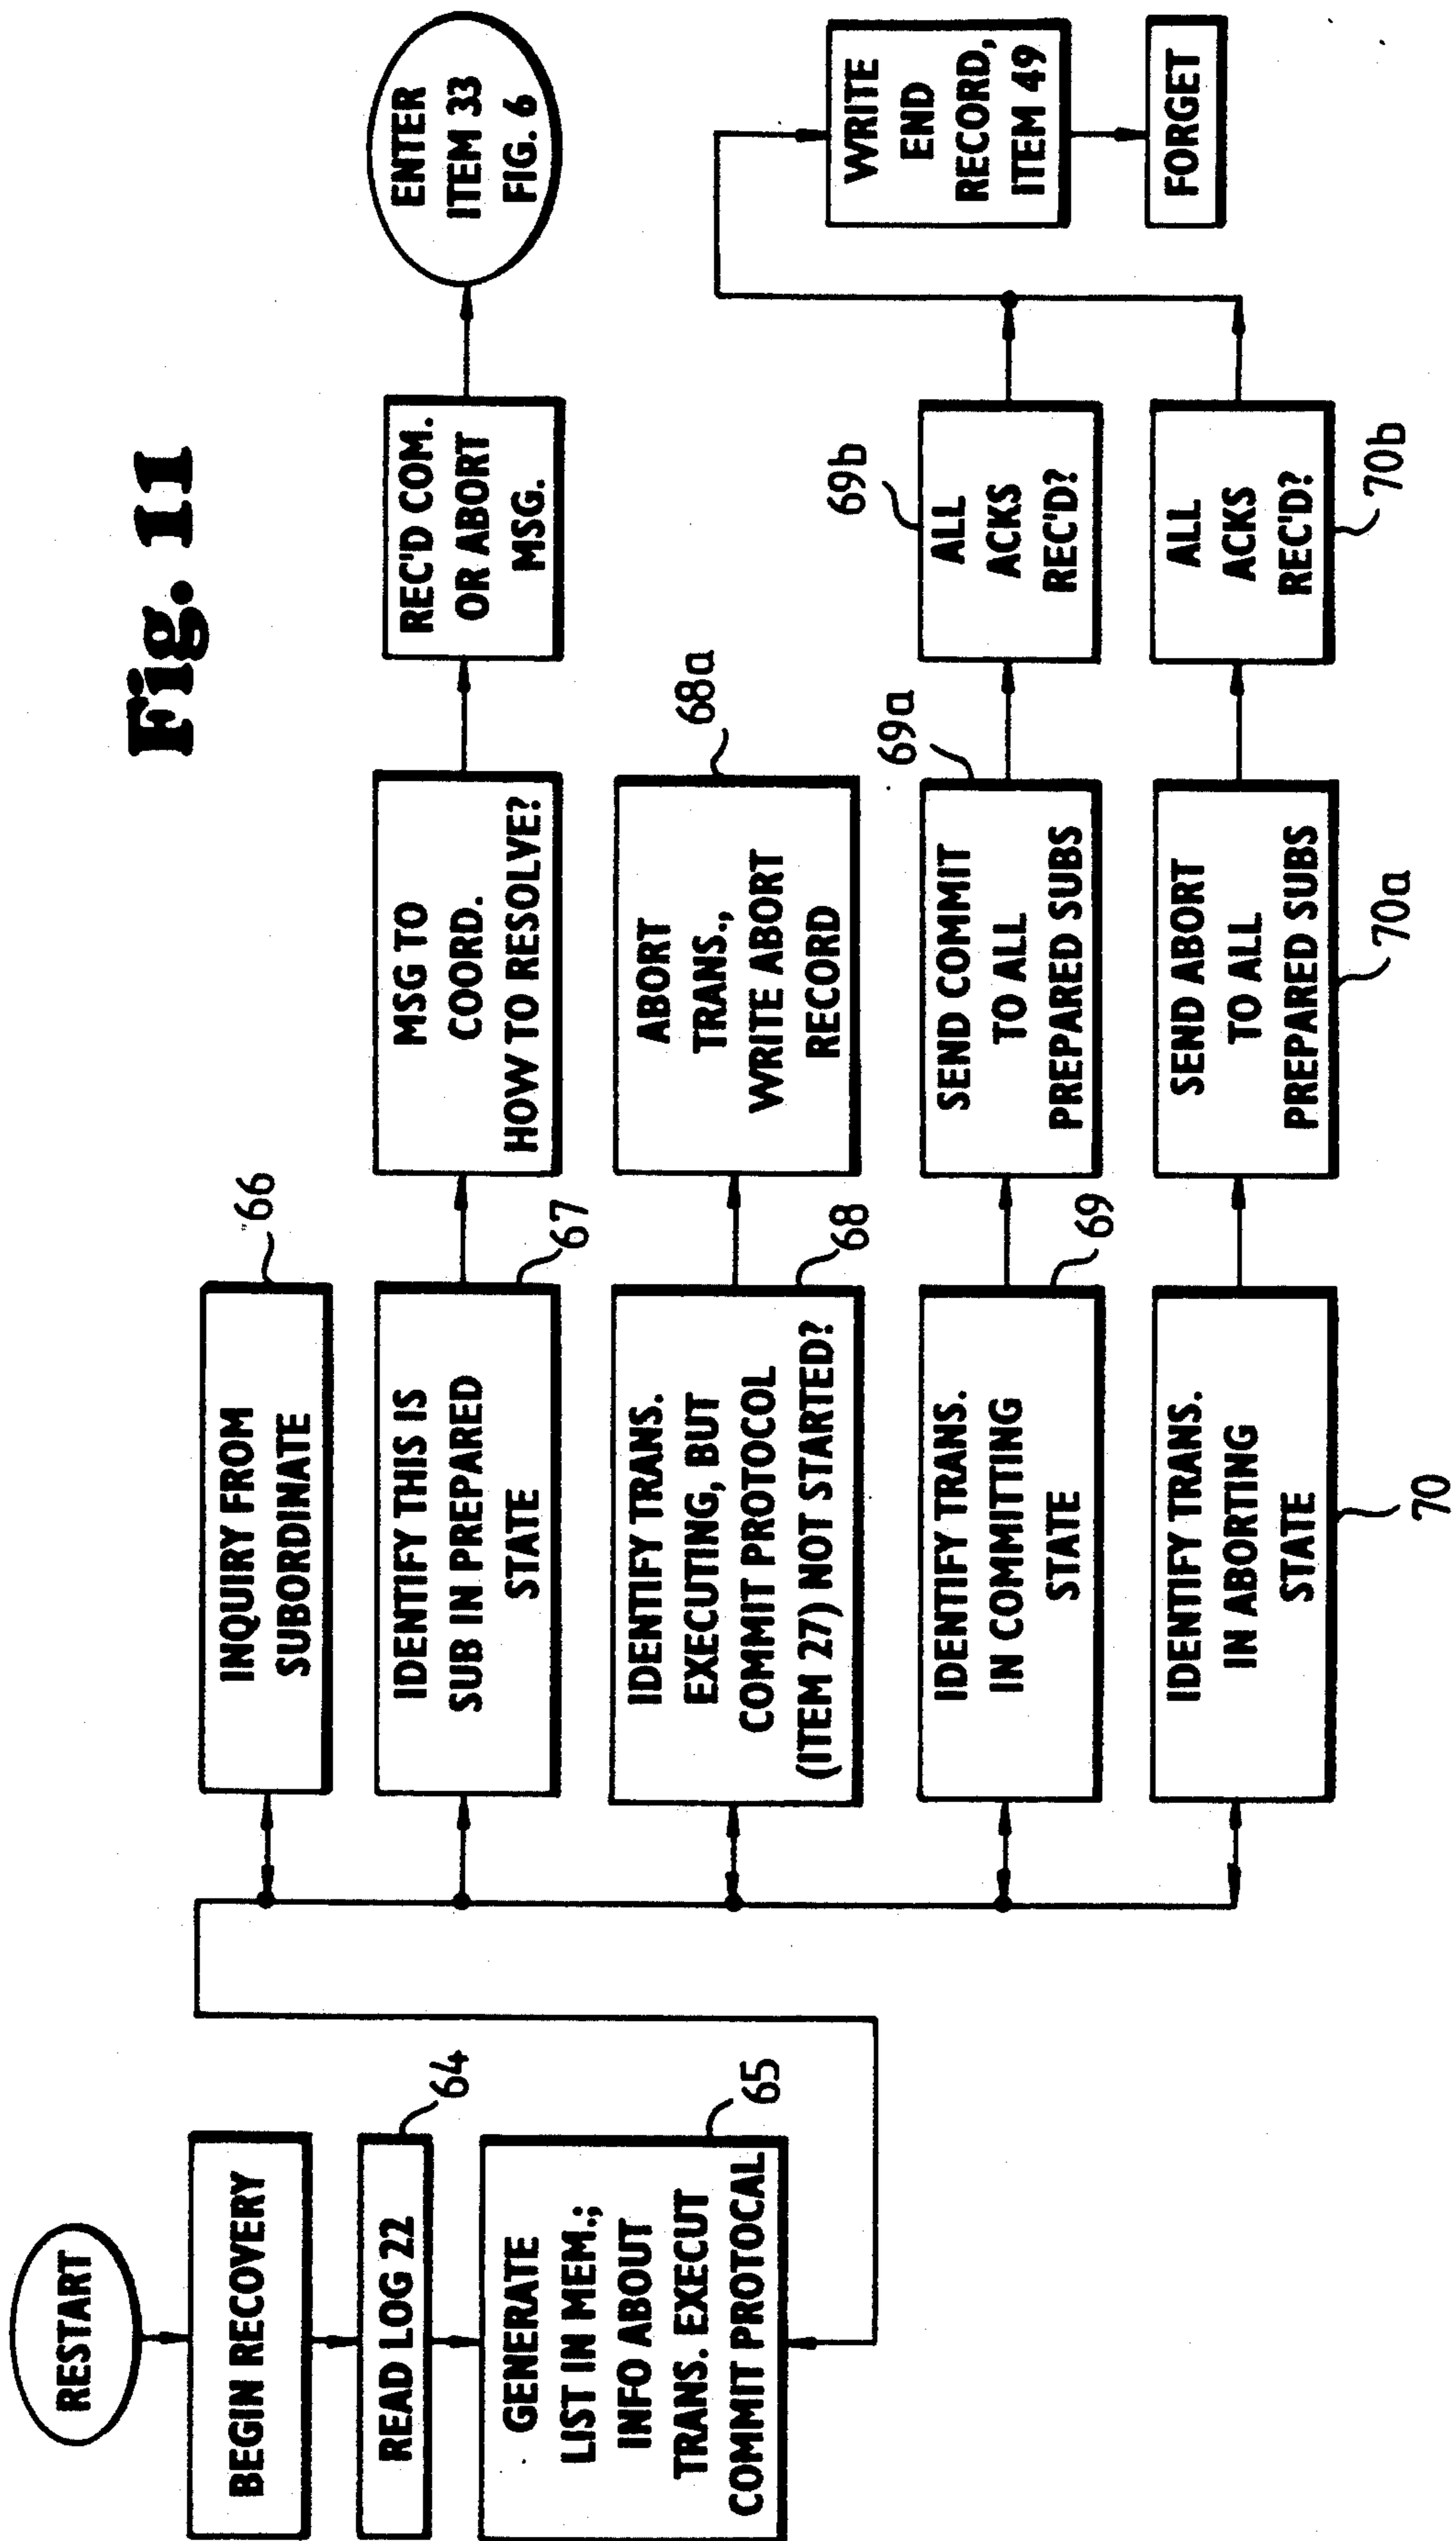 Fig. 11
RESTART
BEGIN RECOVERY
READ LOG 22
64
GENERATE
LIST IN MEM.;
INFO ABOUT
TRANS. EXECUT
COMMIT PROTOCAL
65
INQUIRY FROM
SUBORDINATE
66
IDENTIFY THIS IS
SUB IN PREPARED
STATE
67
MSG TO
COORD.
HOW TO RESOLVE?
REC'D COM.
OR ABORT
MSG.
ENTER
ITEM 33
FIG. 6
IDENTIFY TRANS.
EXECUTING, BUT
COMMIT PROTOCOL
(ITEM 27) NOT STARTED?
68
ABORT
TRANS.,
WRITE ABORT
RECORD
68a
IDENTIFY TRANS.
IN COMMITTING
STATE
69
SEND COMMIT
TO ALL
PREPARED SUBS
69a
ALL
ACKS
REC'D?
69b
IDENTIFY TRANS.
IN ABORTING
STATE
70
SEND ABORT
TO ALL
PREPARED SUBS
70a
ALL
ACKS
REC'D?
70b
WRITE
END
RECORD,
ITEM 49
FORGET